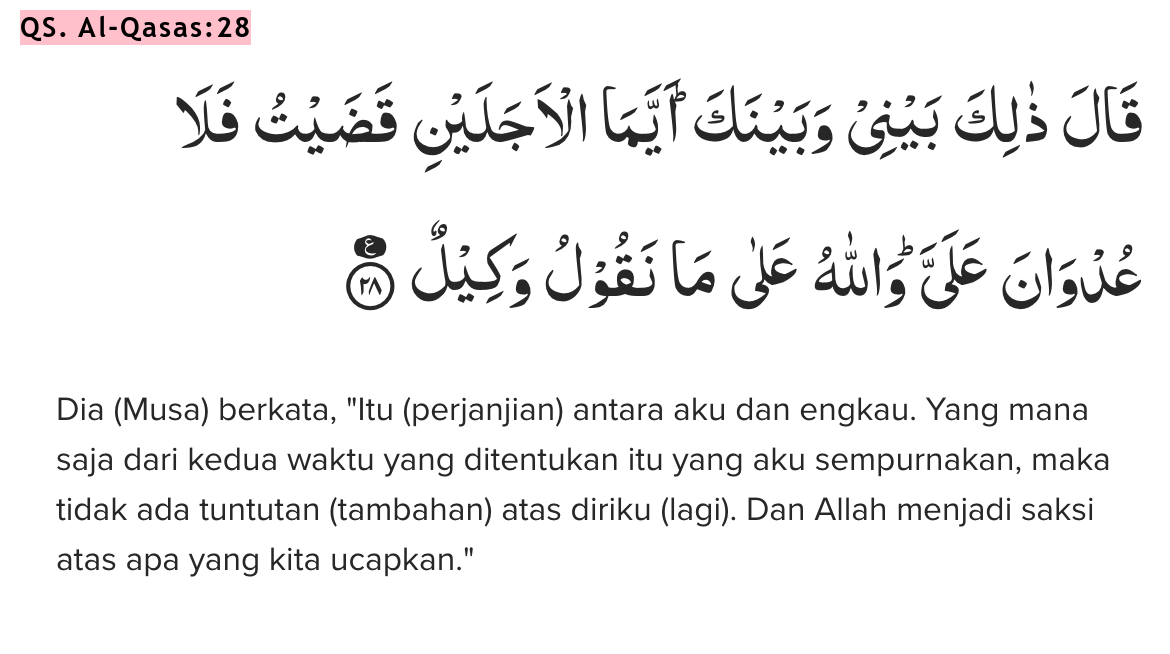 QS. Al-Qasas:28
قَالَ ذٰلِكَ بَيْنِيْ وَبَيْنَكَ ۗاَيَّمَا الْاَجَلَيْنِ قَضَيْتُ فَلَا
عُدْوَانَ عَلَيَّ ۗوَاللّٰهُ عَلٰى مَا نَقُوْلُ وَكِيْلٌ ࣖ ٢٨
Dia (Musa) berkata, "Itu (perjanjian) antara aku dan engkau. Yang mana
saja dari kedua waktu yang ditentukan itu yang aku sempurnakan, maka
tidak ada tuntutan (tambahan) atas diriku (lagi). Dan Allah menjadi saksi
atas apa yang kita ucapkan."